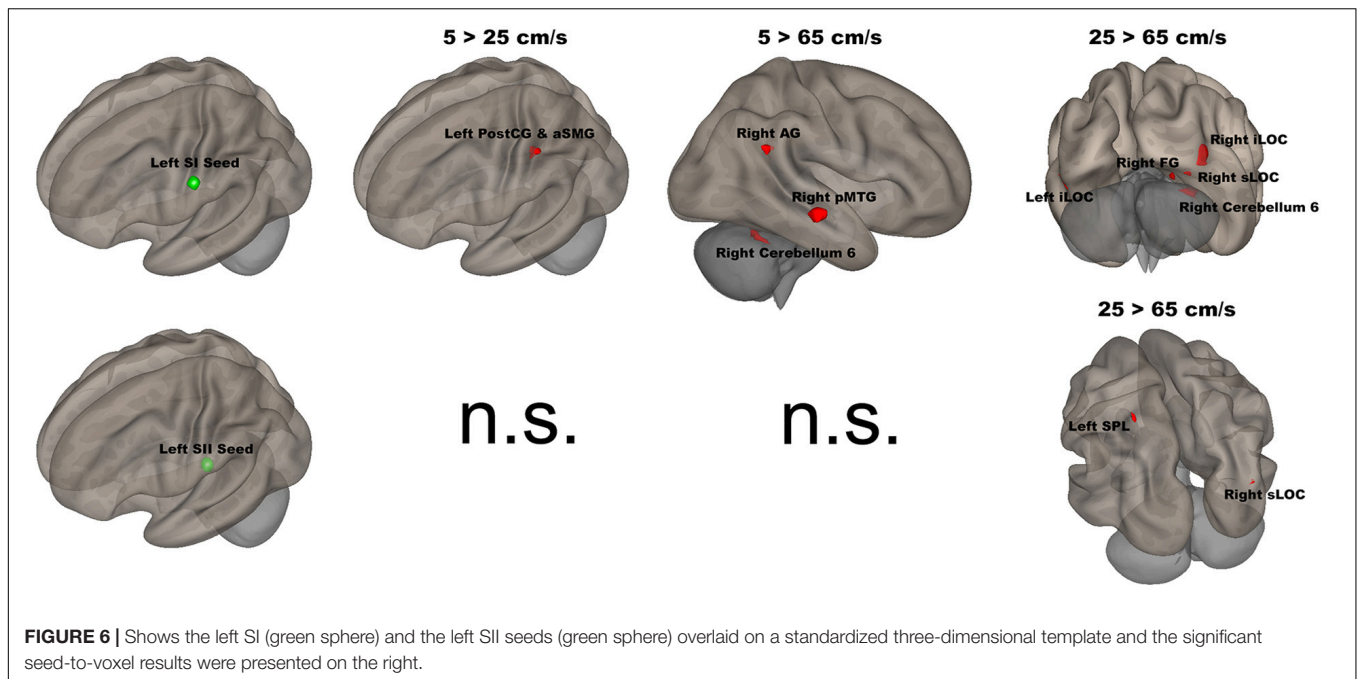 5 > 25 cm/s
5 > 65 cm/s
25 > 65 cm/s
Left SI Seed
Left PostCG & aSMG
Right AG
Right pMTG
Right Cerebellum 6
Right iLOC
Right FG
Right sLOC
Left iLOC
Right Cerebellum 6
25 > 65 cm/s
Left SII Seed
n.s.
n.s.
Left SPL
Right sLOC
FIGURE 6 | Shows the left SI (green sphere) and the left SII seeds (green sphere) overlaid on a standardized three-dimensional template and the significant
seed-to-voxel results were presented on the right.